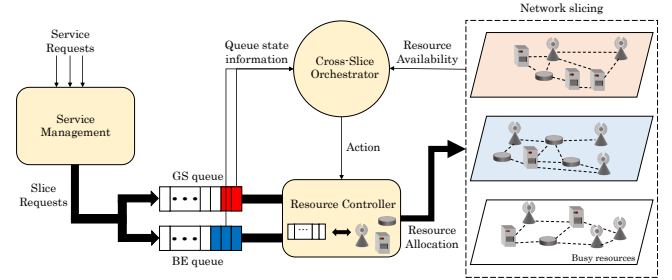 Network slicing
Service
Requests
Queue state
information
Cross-Slice
Orchestrator
Resource
Availability
Service
Management
Action
GS queue
Slice
Requests
Resource Controller
BE queue
Resource
Allocation
Busy resources